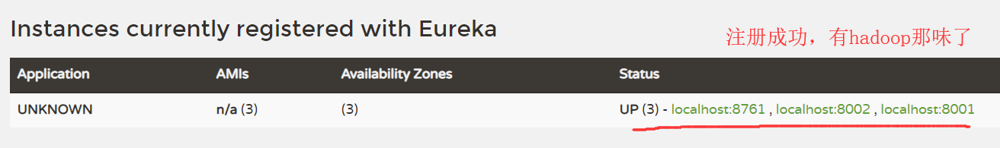 Instances currently registered with Eureka
注册成功，有hadoop那味了
Application AMIs Availability Zones Status
UNKNOWN n/a (3) (3) UP (3) - localhost:8761 , localhost:8002 , localhost:8001